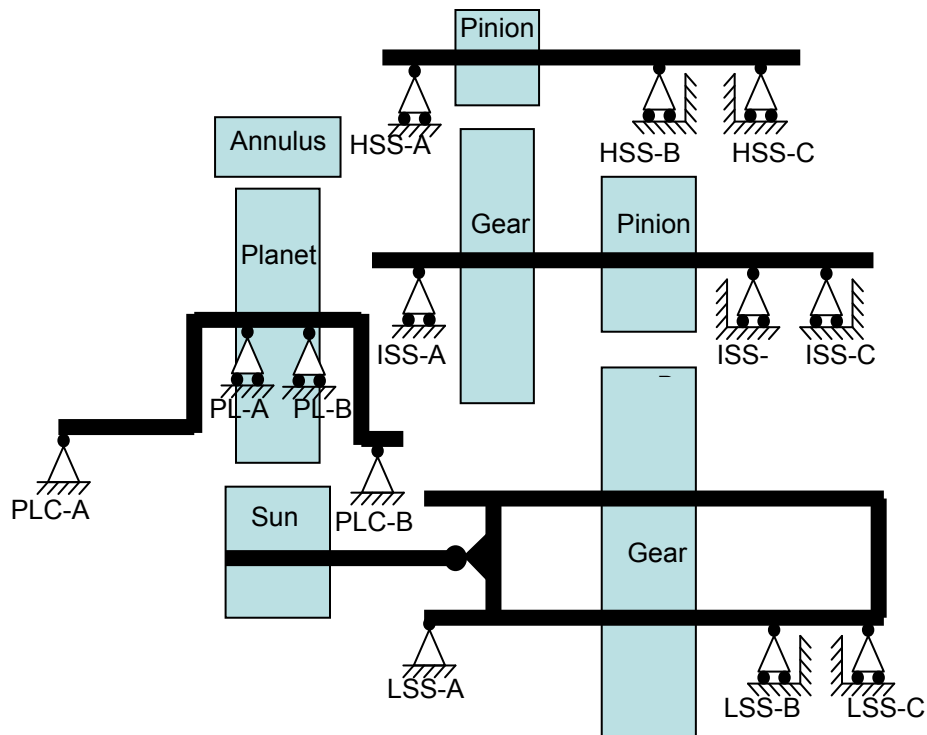 Pinion
HSS-A
HSS-B
HSS-C
Annulus
Gear
Pinion
Planet
ISS-A
ISS-
ISS-C
PL-A
PL-B
PLC-A
PLC-B
Sun
Gear
LSS-A
LSS-B
LSS-C